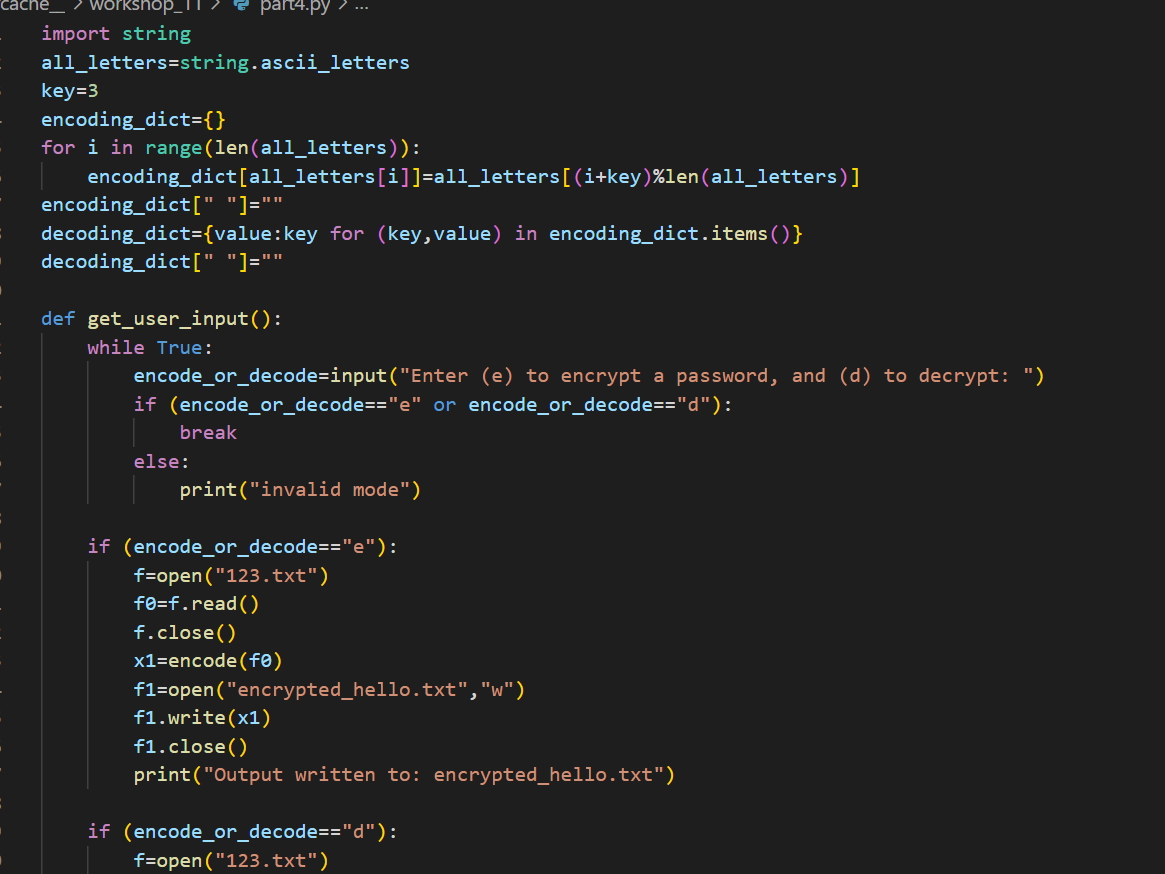 cache__ > workshop_11 > part4.py > ...
import string
all_letters=string.ascii_letters
key=3
encoding_dict={}
for i in range(len(all_letters)):
    encoding_dict[all_letters[i]]=all_letters[(i+key)%len(all_letters)]
encoding_dict[" "]=""
decoding_dict={value:key for (key,value) in encoding_dict.items()}
decoding_dict[" "]=""

def get_user_input():
    while True:
        encode_or_decode=input("Enter (e) to encrypt a password, and (d) to decrypt: ")
        if (encode_or_decode=="e" or encode_or_decode=="d"):
            break
        else:
            print("invalid mode")

    if (encode_or_decode=="e"):
        f=open("123.txt")
        f0=f.read()
        f.close()
        x1=encode(f0)
        f1=open("encrypted_hello.txt","w")
        f1.write(x1)
        f1.close()
        print("Output written to: encrypted_hello.txt")

    if (encode_or_decode=="d"):
        f=open("123.txt")